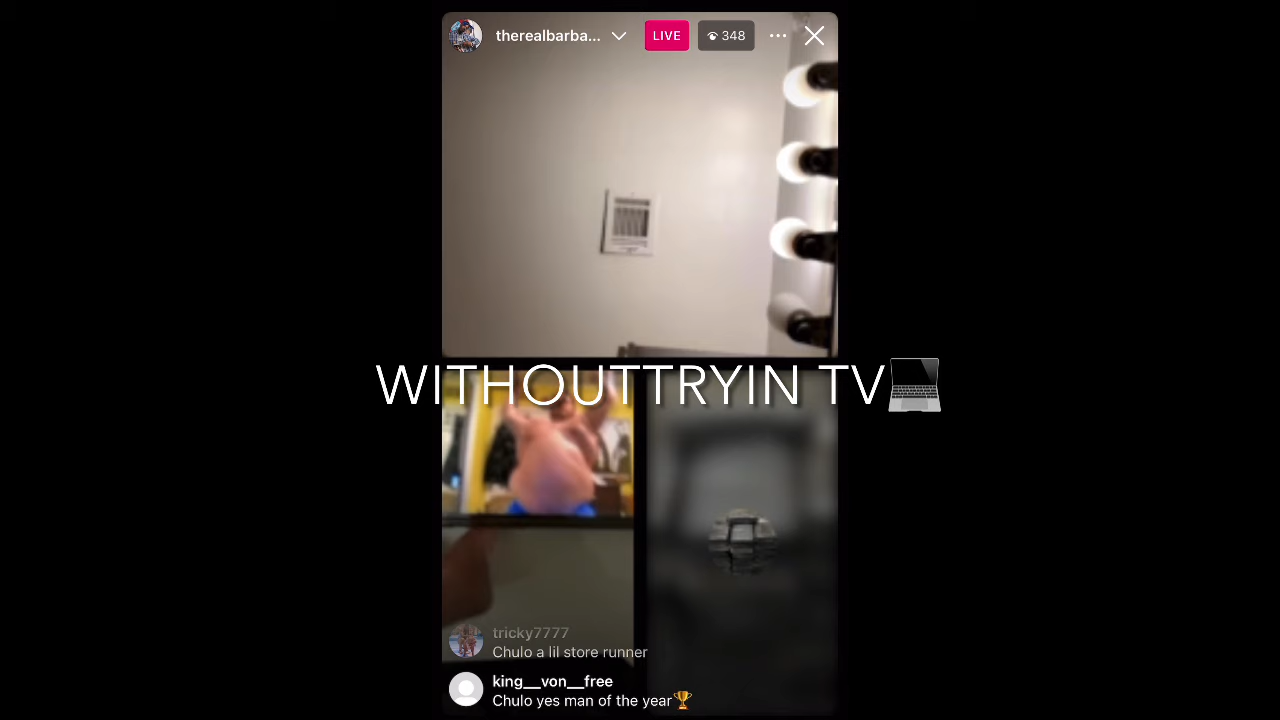 therealbarba...
LIVE
348
WITHOUTTRYIN TV
tricky7777
Chulo a lil store runner
king__von__free
Chulo yes man of the year🏆